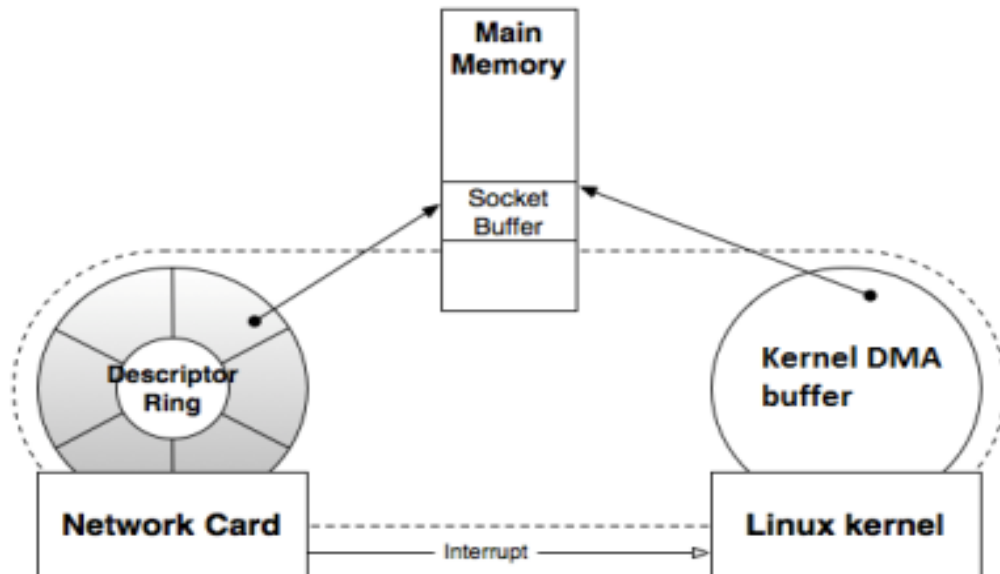 Main
Memory
Socket
Buffer
Descriptor
Ring
Kernel DMA
buffer
Network Card
Linux kernel
Interrupt